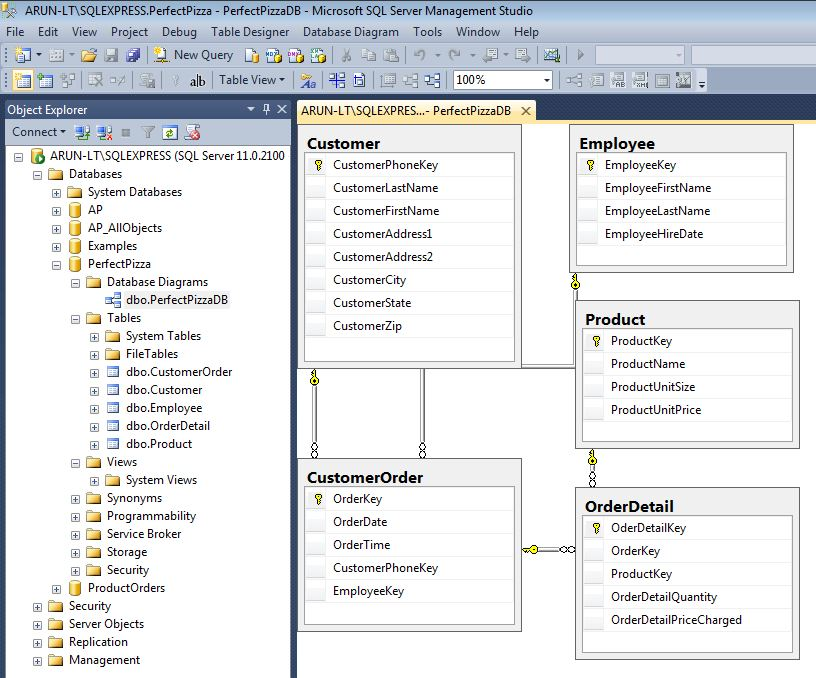 ARUN-LT\SQLEXPRESS.PerfectPizza - PerfectPizzaDB - Microsoft SQL Server Management Studio
File Edit View Project Debug Table Designer Database Diagram Tools Window Help
New Query
Table View 100%
Object Explorer
Connect
ARUN-LT\SQLEXPRESS (SQL Server 11.0.2100
Databases
System Databases
AP
AP_AllObjects
Examples
PerfectPizza
Database Diagrams
dbo.PerfectPizzaDB
Tables
System Tables
FileTables
dbo.CustomerOrder
dbo.Customer
dbo.Employee
dbo.OrderDetail
dbo.Product
Views
System Views
Synonyms
Programmability
Service Broker
Storage
Security
ProductOrders
Security
Server Objects
Replication
Management
ARUN-LT\SQLEXPRES...- PerfectPizzaDB
Customer
CustomerPhoneKey
CustomerLastName
CustomerFirstName
CustomerAddress1
CustomerAddress2
CustomerCity
CustomerState
CustomerZip
Employee
EmployeeKey
EmployeeFirstName
EmployeeLastName
EmployeeHireDate
Product
ProductKey
ProductName
ProductUnitSize
ProductUnitPrice
CustomerOrder
OrderKey
OrderDate
OrderTime
CustomerPhoneKey
EmployeeKey
OrderDetail
OderDetailKey
OrderKey
ProductKey
OrderDetailQuantity
OrderDetailPriceCharged